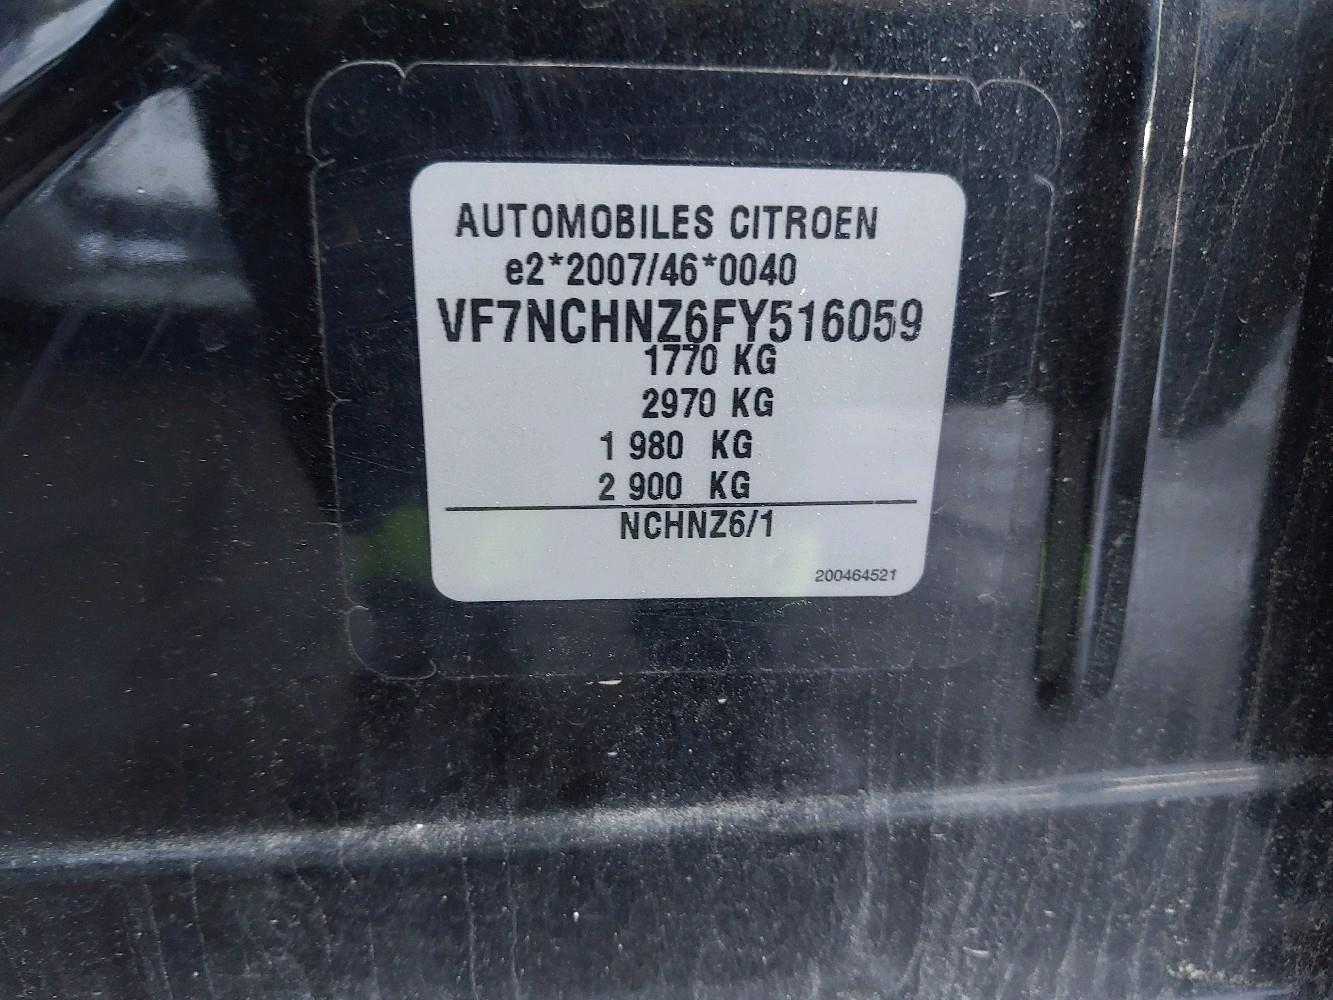 AUTOMOBILES CITROEN
e2*2007/46*0040
VF7NCHNZ6FY516059
1770 KG
2970 KG
1 980 KG
2 900 KG
NCHNZ6/1
200464521